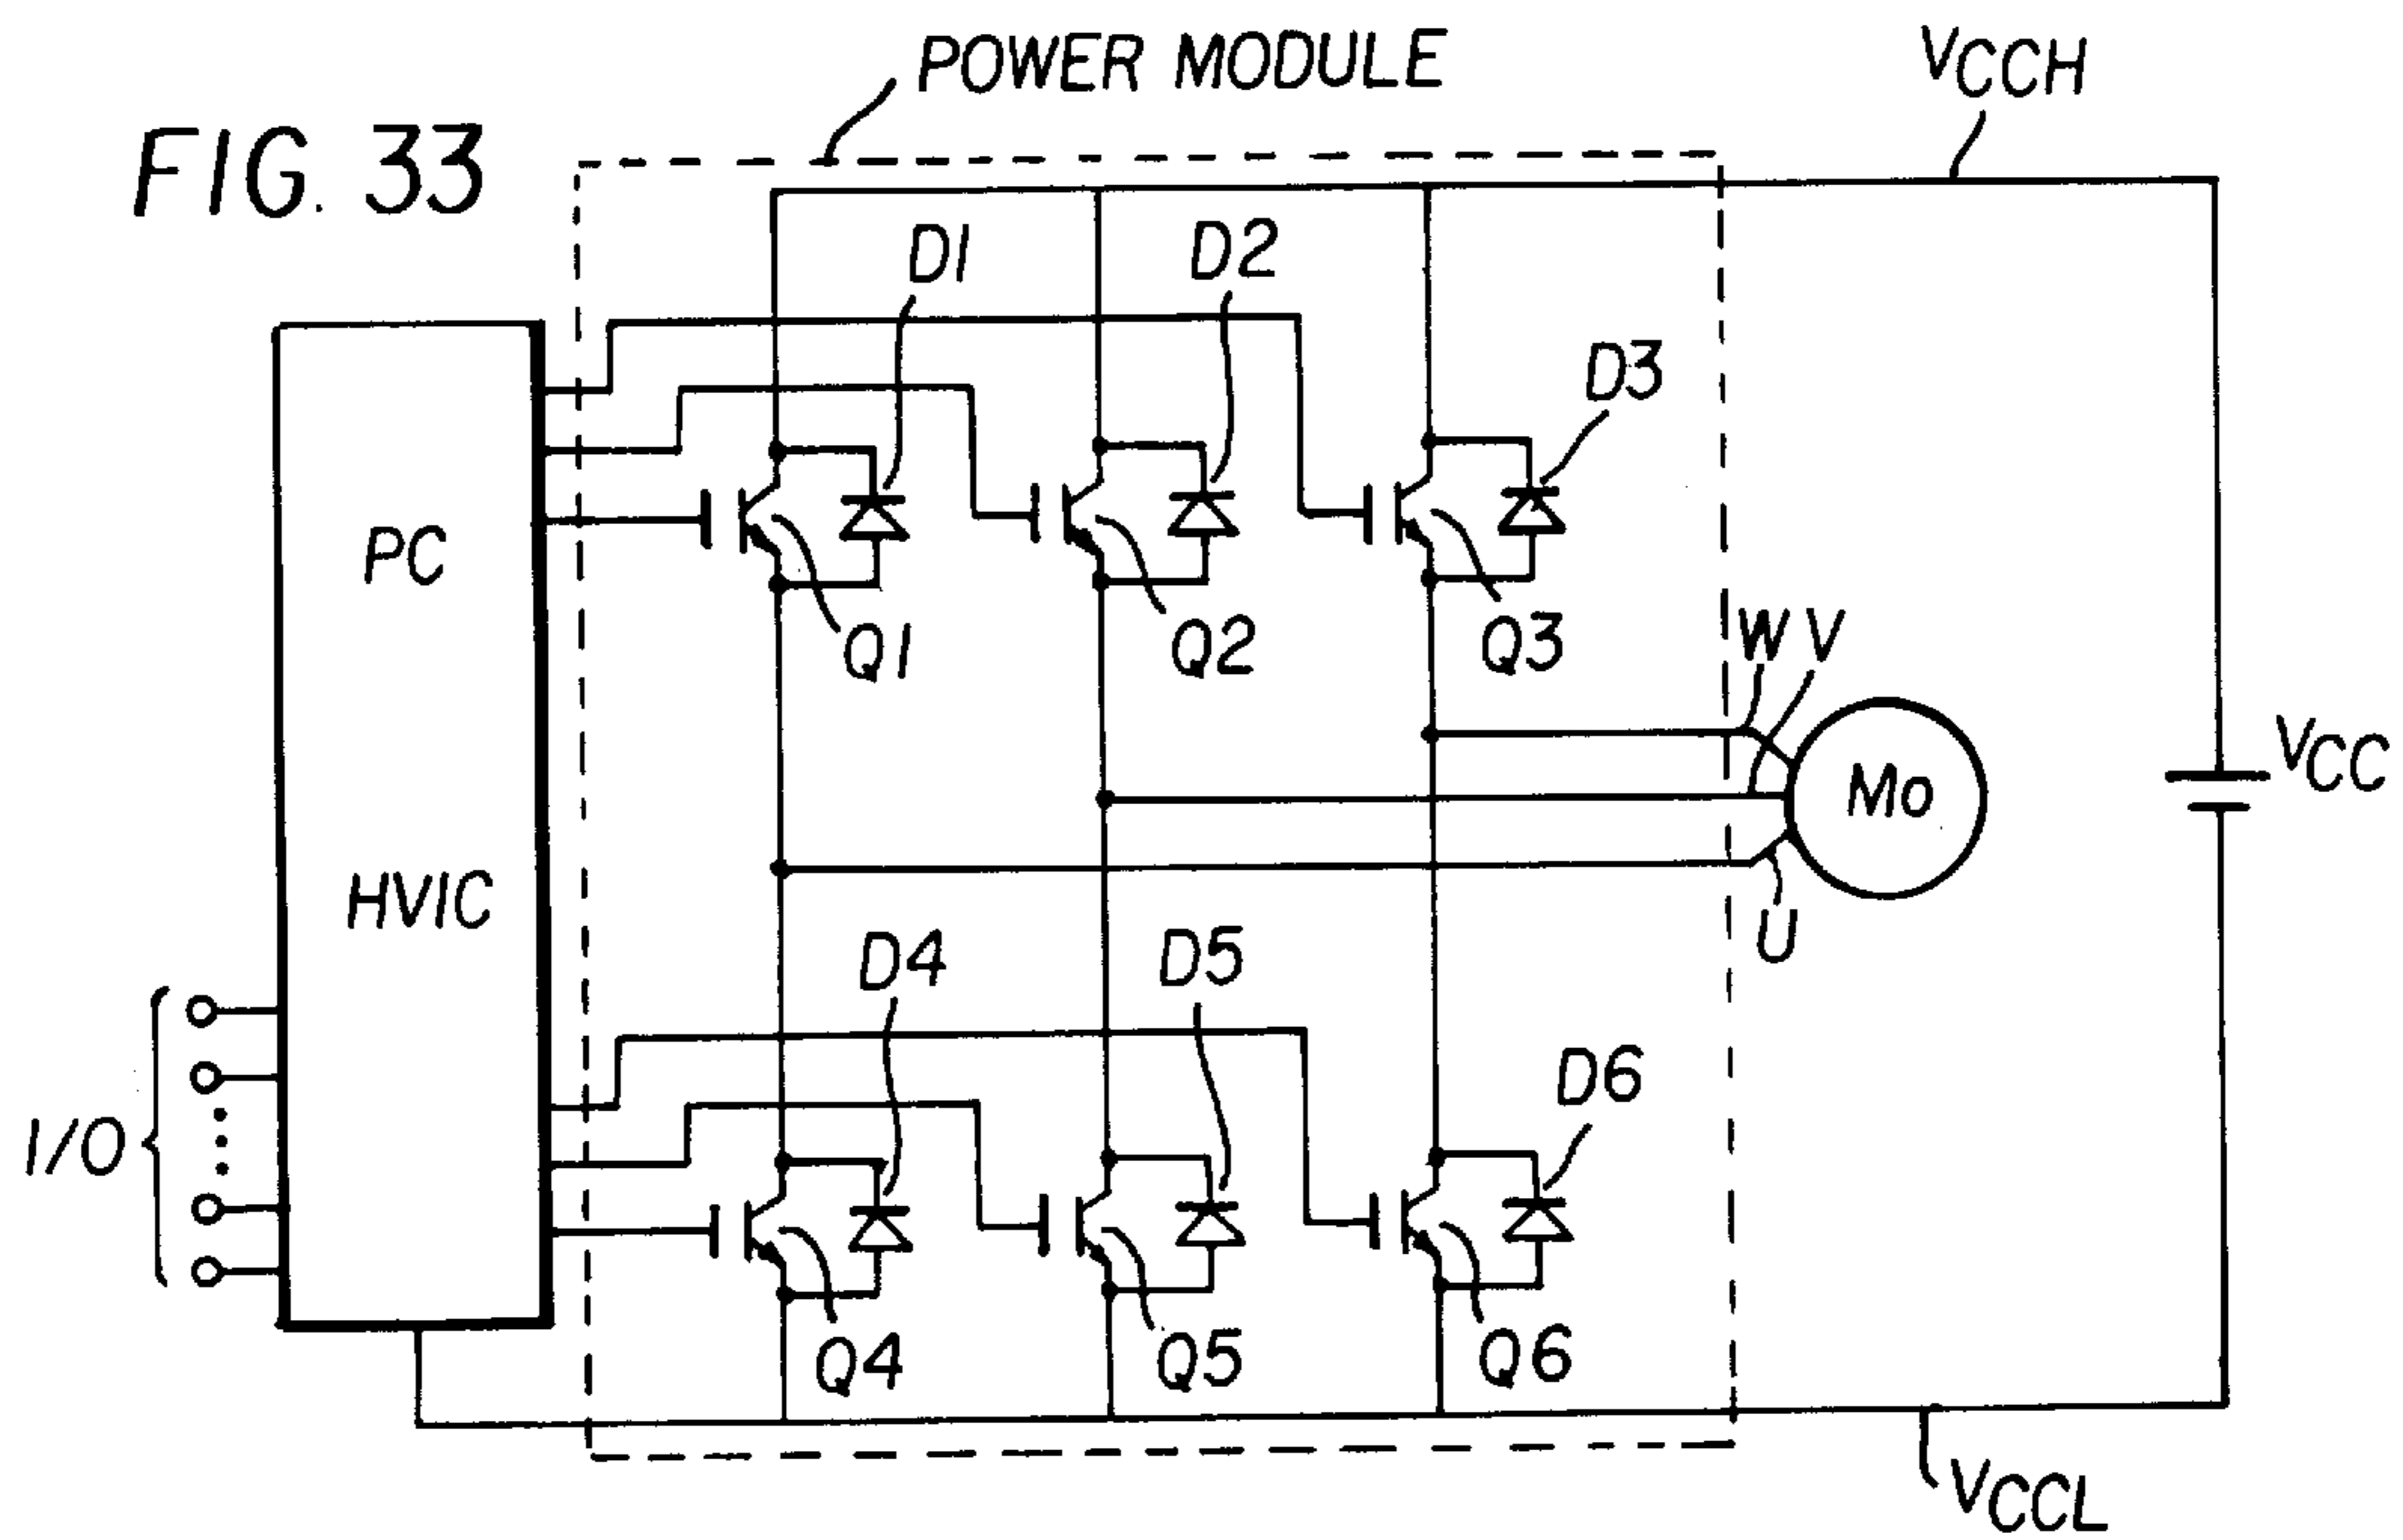 POWER MODULE
VCCH
FIG. 33
D1
D2
D3
PC
Q1
Q2
Q3
W V
Mo
VCC
HVIC
U
D4
D5
D6
I/O
Q4
Q5
Q6
VCCL